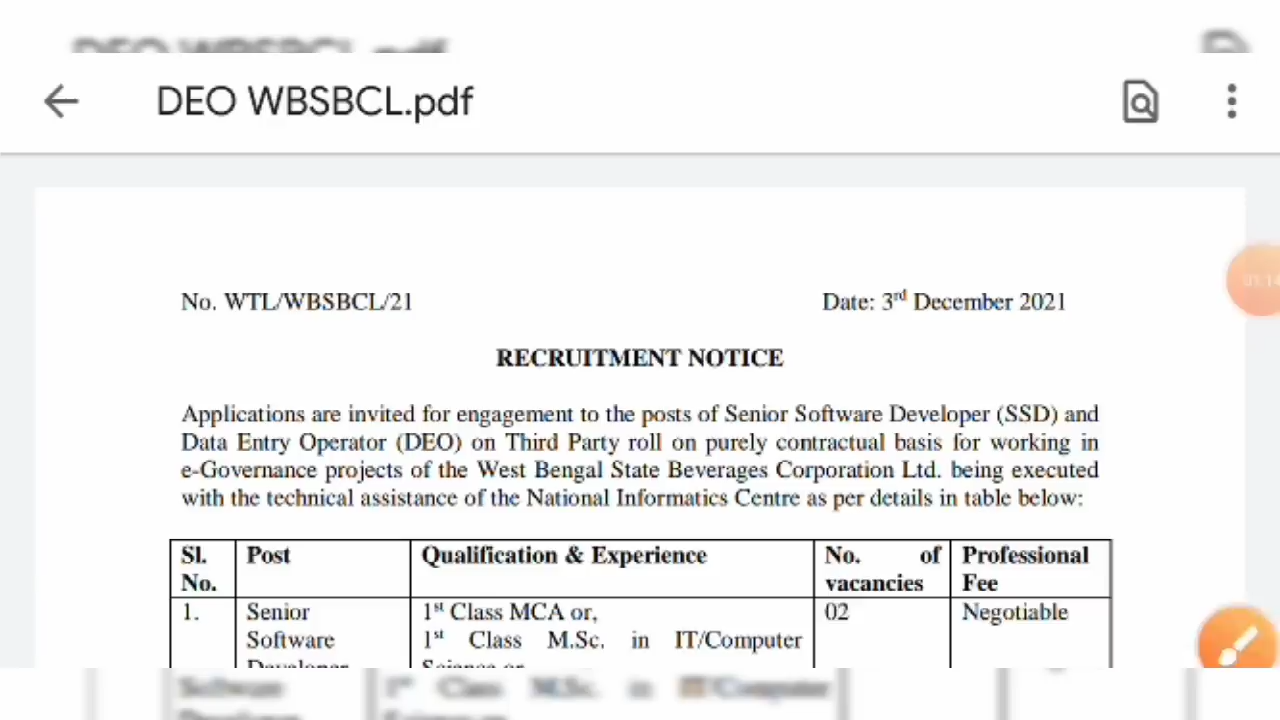 DEO WBSBCL.pdf
No. WTL/WBSBCL/21 Date: 3rd December 2021
RECRUITMENT NOTICE
Applications are invited for engagement to the posts of Senior Software Developer (SSD) and
Data Entry Operator (DEO) on Third Party roll on purely contractual basis for working in
e-Governance projects of the West Bengal State Beverages Corporation Ltd. being executed
with the technical assistance of the National Informatics Centre as per details in table below:
Sl. Post Qualification & Experience No. of Professional
No. vacancies Fee
1. Senior 1st Class MCA or, 02 Negotiable
Software 1st Class M.Sc. in IT/Computer
Developer Science or